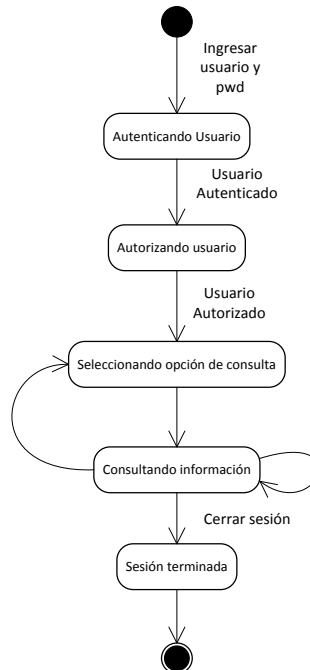 Ingresar
usuario y
pwd
Autenticando Usuario
Usuario
Autenticado
Autorizando usuario
Usuario
Autorizado
Seleccionando opción de consulta
Consultando información
Cerrar sesión
Sesión terminada